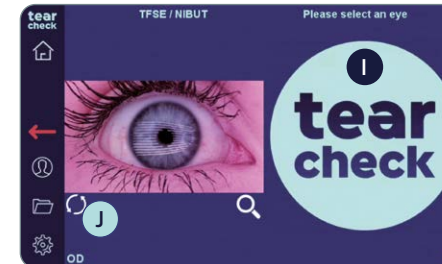 tear
check
TFSE / NIBUT
Please select an eye
I
tear
check
J
OD